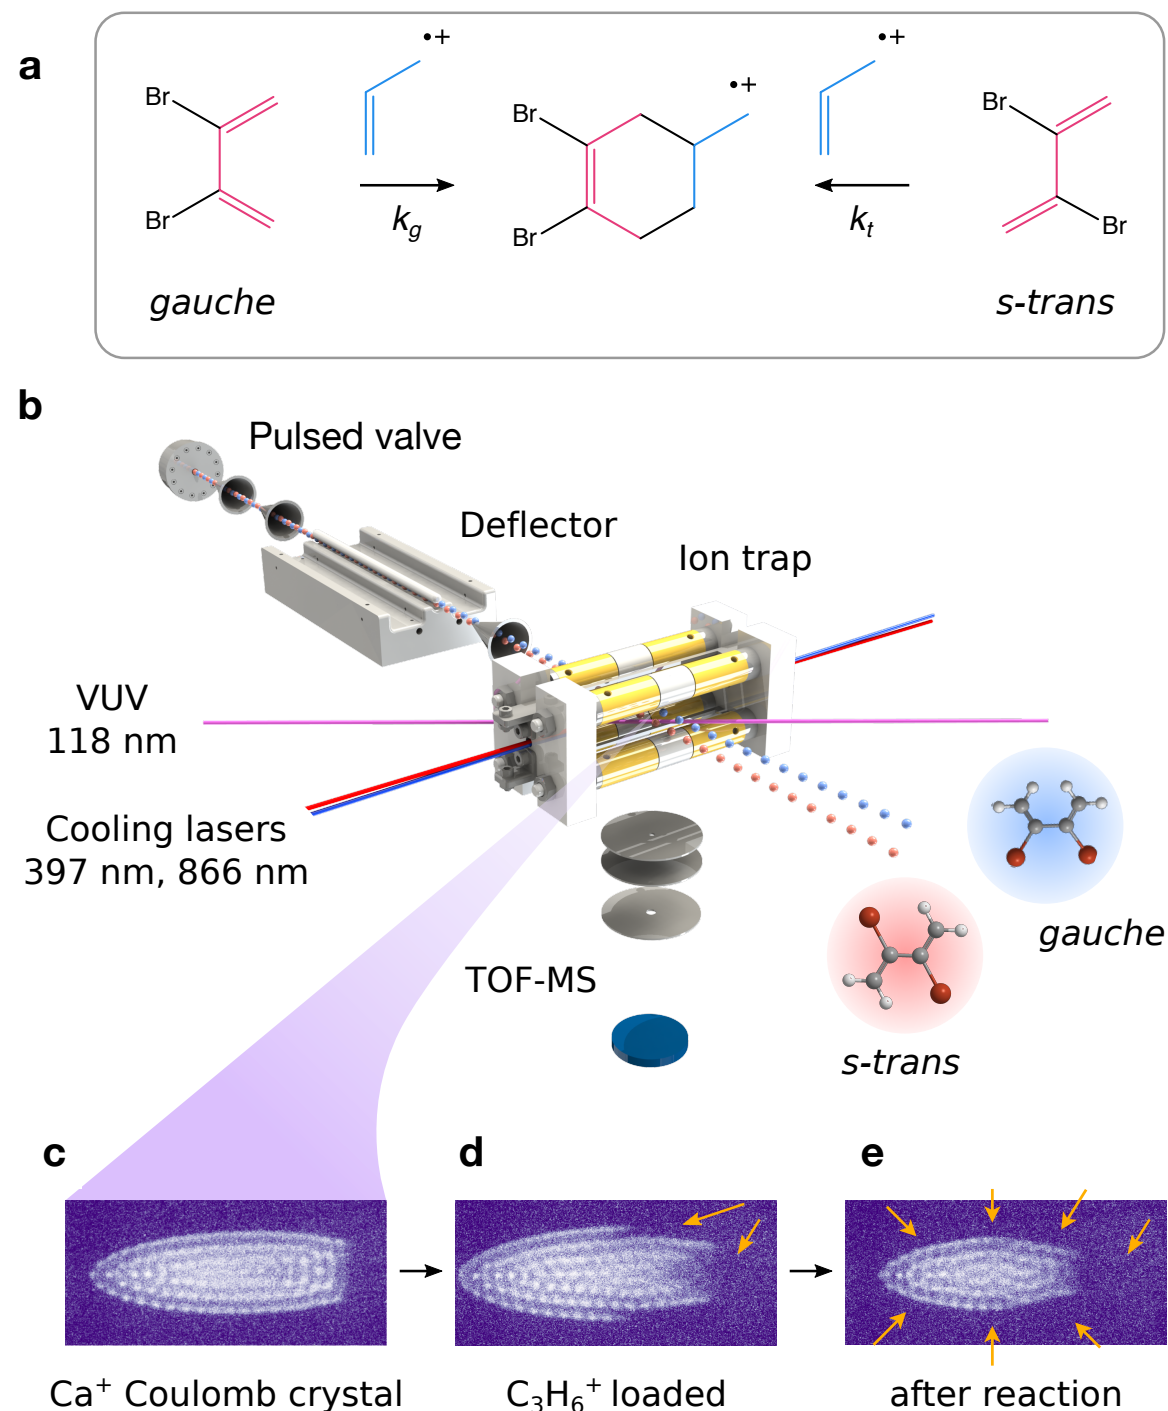 a
•+
•+
•+
Br
Br
Br
Br
Br
Br
k_g
k_t
gauche
s-trans
b
Pulsed valve
Deflector
Ion trap
VUV
118 nm
Cooling lasers
397 nm, 866 nm
gauche
TOF-MS
s-trans
c
d
e
Ca⁺ Coulomb crystal
C₃H₆⁺ loaded
after reaction